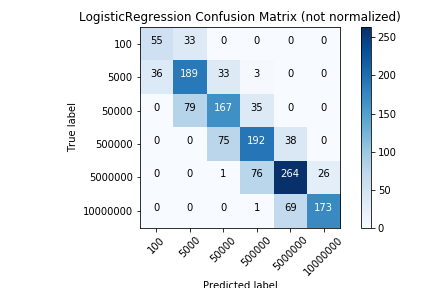 LogisticRegression Confusion Matrix (not normalized)
100 55 33 0 0 0 0
5000 36 189 33 3 0 0
50000 0 79 167 35 0 0
500000 0 0 75 192 38 0
5000000 0 0 1 76 264 26
10000000 0 0 0 1 69 173
True label
100 5000 50000 500000 5000000 10000000
Predicted label
250
200
150
100
50
0